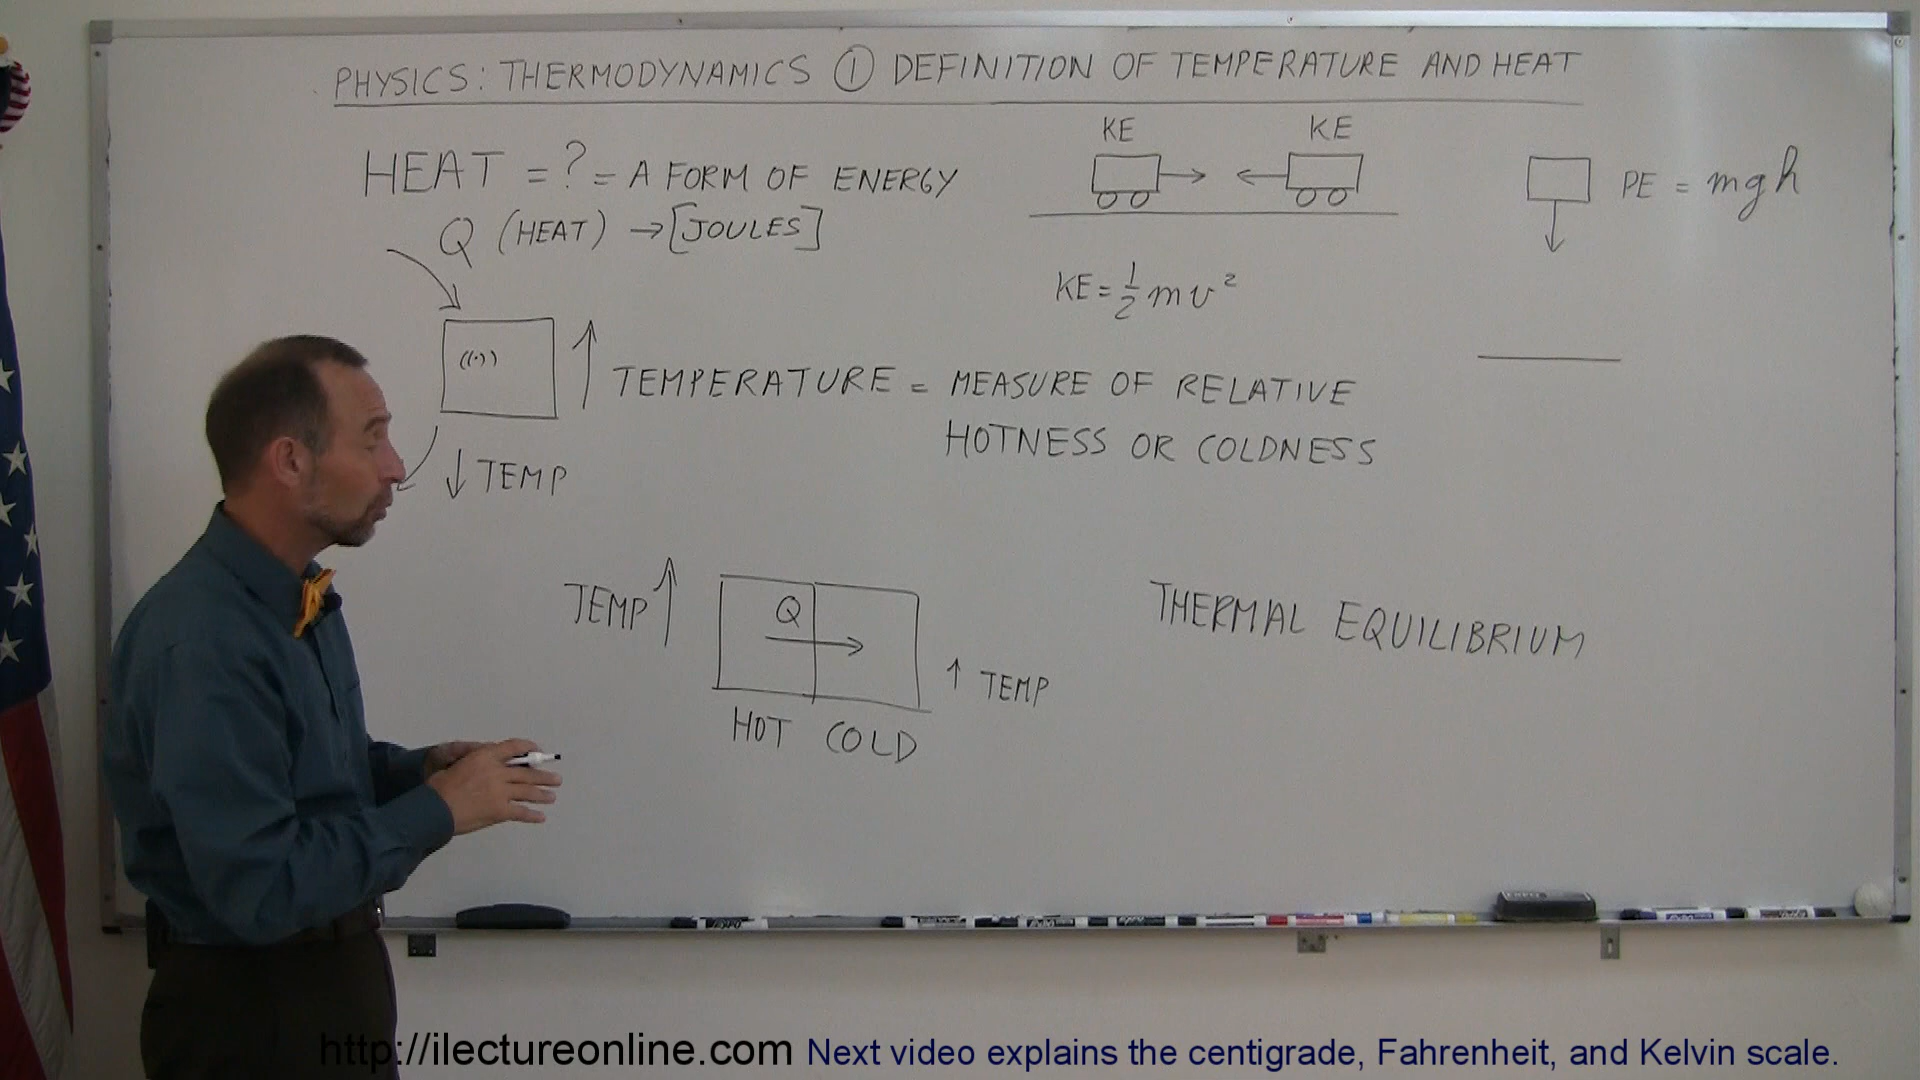 PHYSICS: THERMODYNAMICS ① DEFINITION OF TEMPERATURE AND HEAT
HEAT = ? = A FORM OF ENERGY
Q (HEAT) → [JOULES]
KE KE
PE = mgh
KE = ½ mv²
↑ TEMPERATURE = MEASURE OF RELATIVE
HOTNESS OR COLDNESS
↓ TEMP
TEMP ↑
Q
↑ TEMP
HOT COLD
THERMAL EQUILIBRIUM
http://ilectureonline.com Next video explains the centigrade, Fahrenheit, and Kelvin scale.